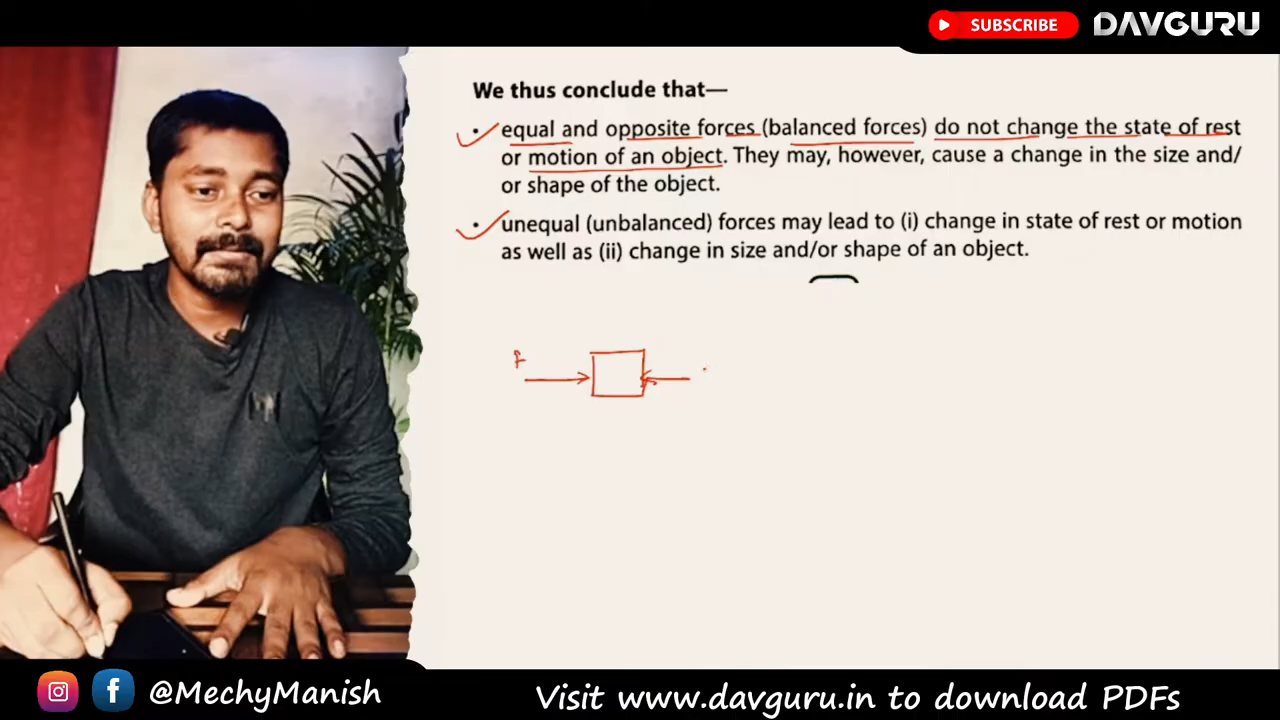 SUBSCRIBE
DAVGURU
We thus conclude that—
• equal and opposite forces (balanced forces) do not change the state of rest
or motion of an object. They may, however, cause a change in the size and/
or shape of the object.
• unequal (unbalanced) forces may lead to (i) change in state of rest or motion
as well as (ii) change in size and/or shape of an object.
F
@MechyManish
Visit www.davguru.in to download PDFs